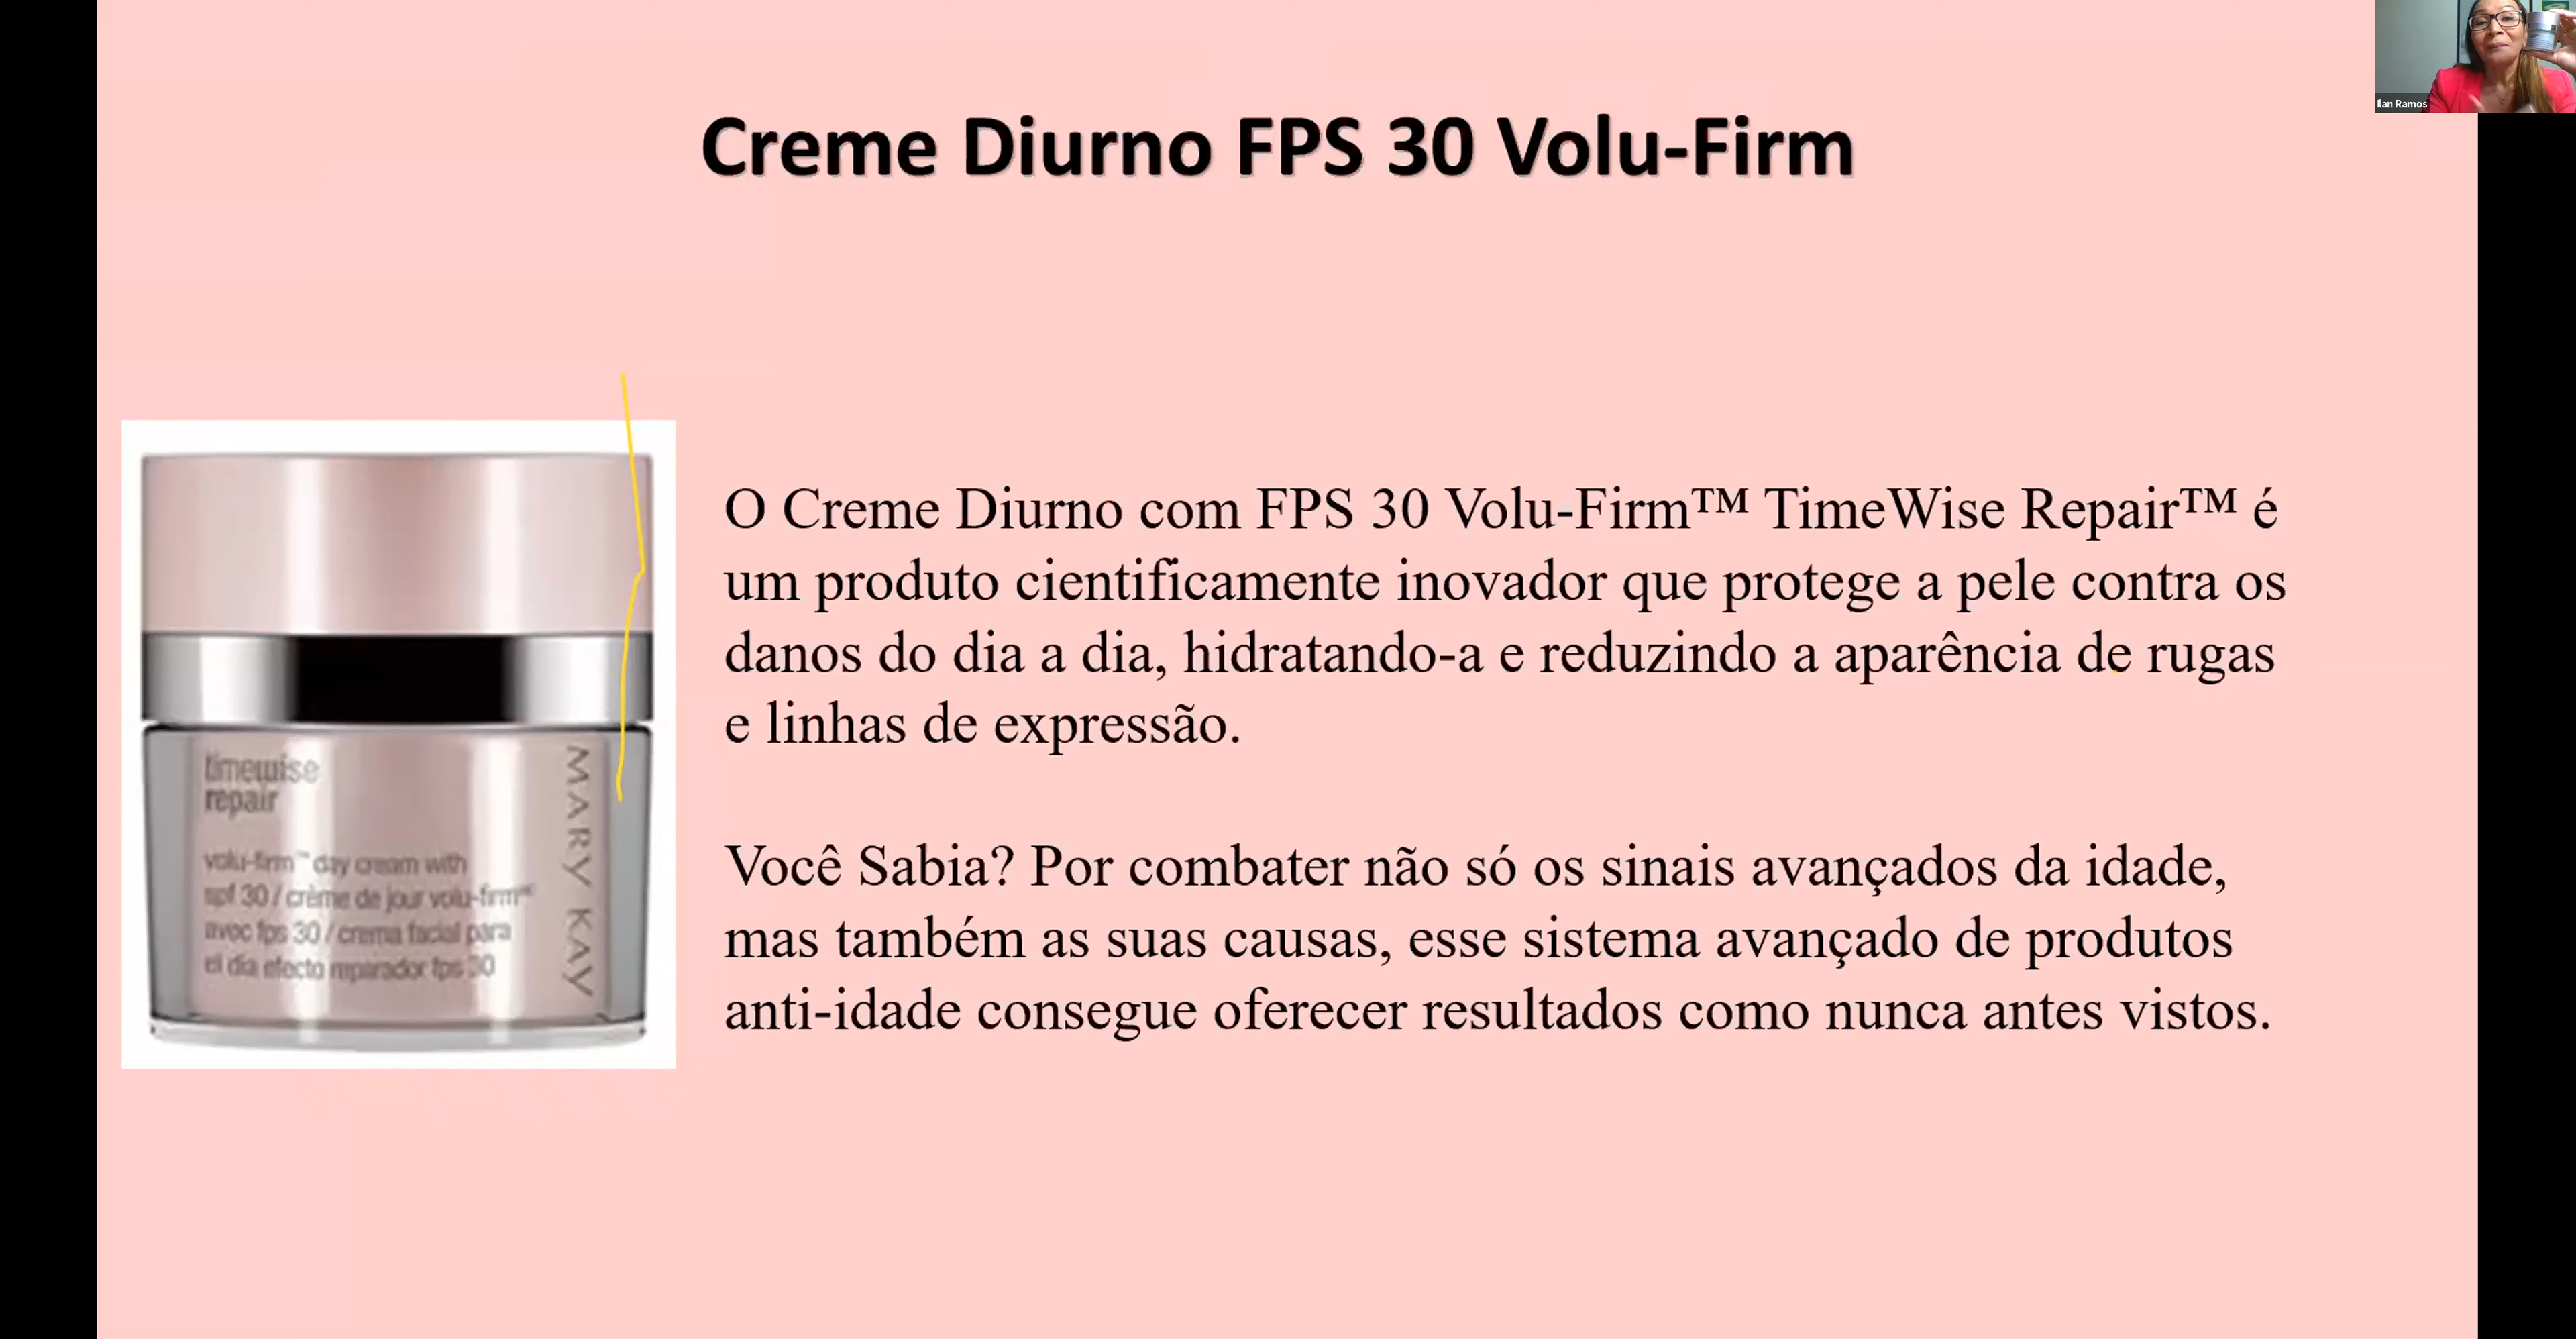 Creme Diurno FPS 30 Volu-Firm
Ilan Ramos
O Creme Diurno com FPS 30 Volu-Firm™ TimeWise Repair™ é
um produto cientificamente inovador que protege a pele contra os
danos do dia a dia, hidratando-a e reduzindo a aparência de rugas
e linhas de expressão.
Você Sabia? Por combater não só os sinais avançados da idade,
mas também as suas causas, esse sistema avançado de produtos
anti-idade consegue oferecer resultados como nunca antes vistos.
timewise
repair
volu-firm™ day cream with
spf 30 / crème de jour volu-firm
avec fps 30 / crema facial para
el día efecto reparador fps 30
MARY KAY